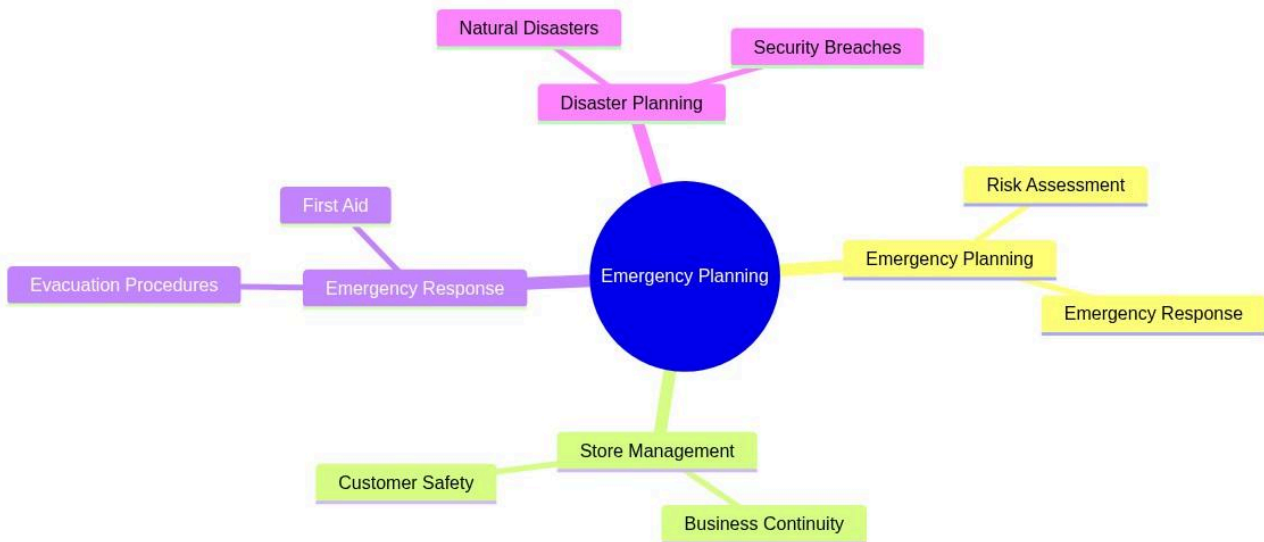 Natural Disasters
Security Breaches
Disaster Planning
Risk Assessment
First Aid
Emergency Planning
Emergency Planning
Evacuation Procedures
Emergency Response
Emergency Response
Store Management
Customer Safety
Business Continuity